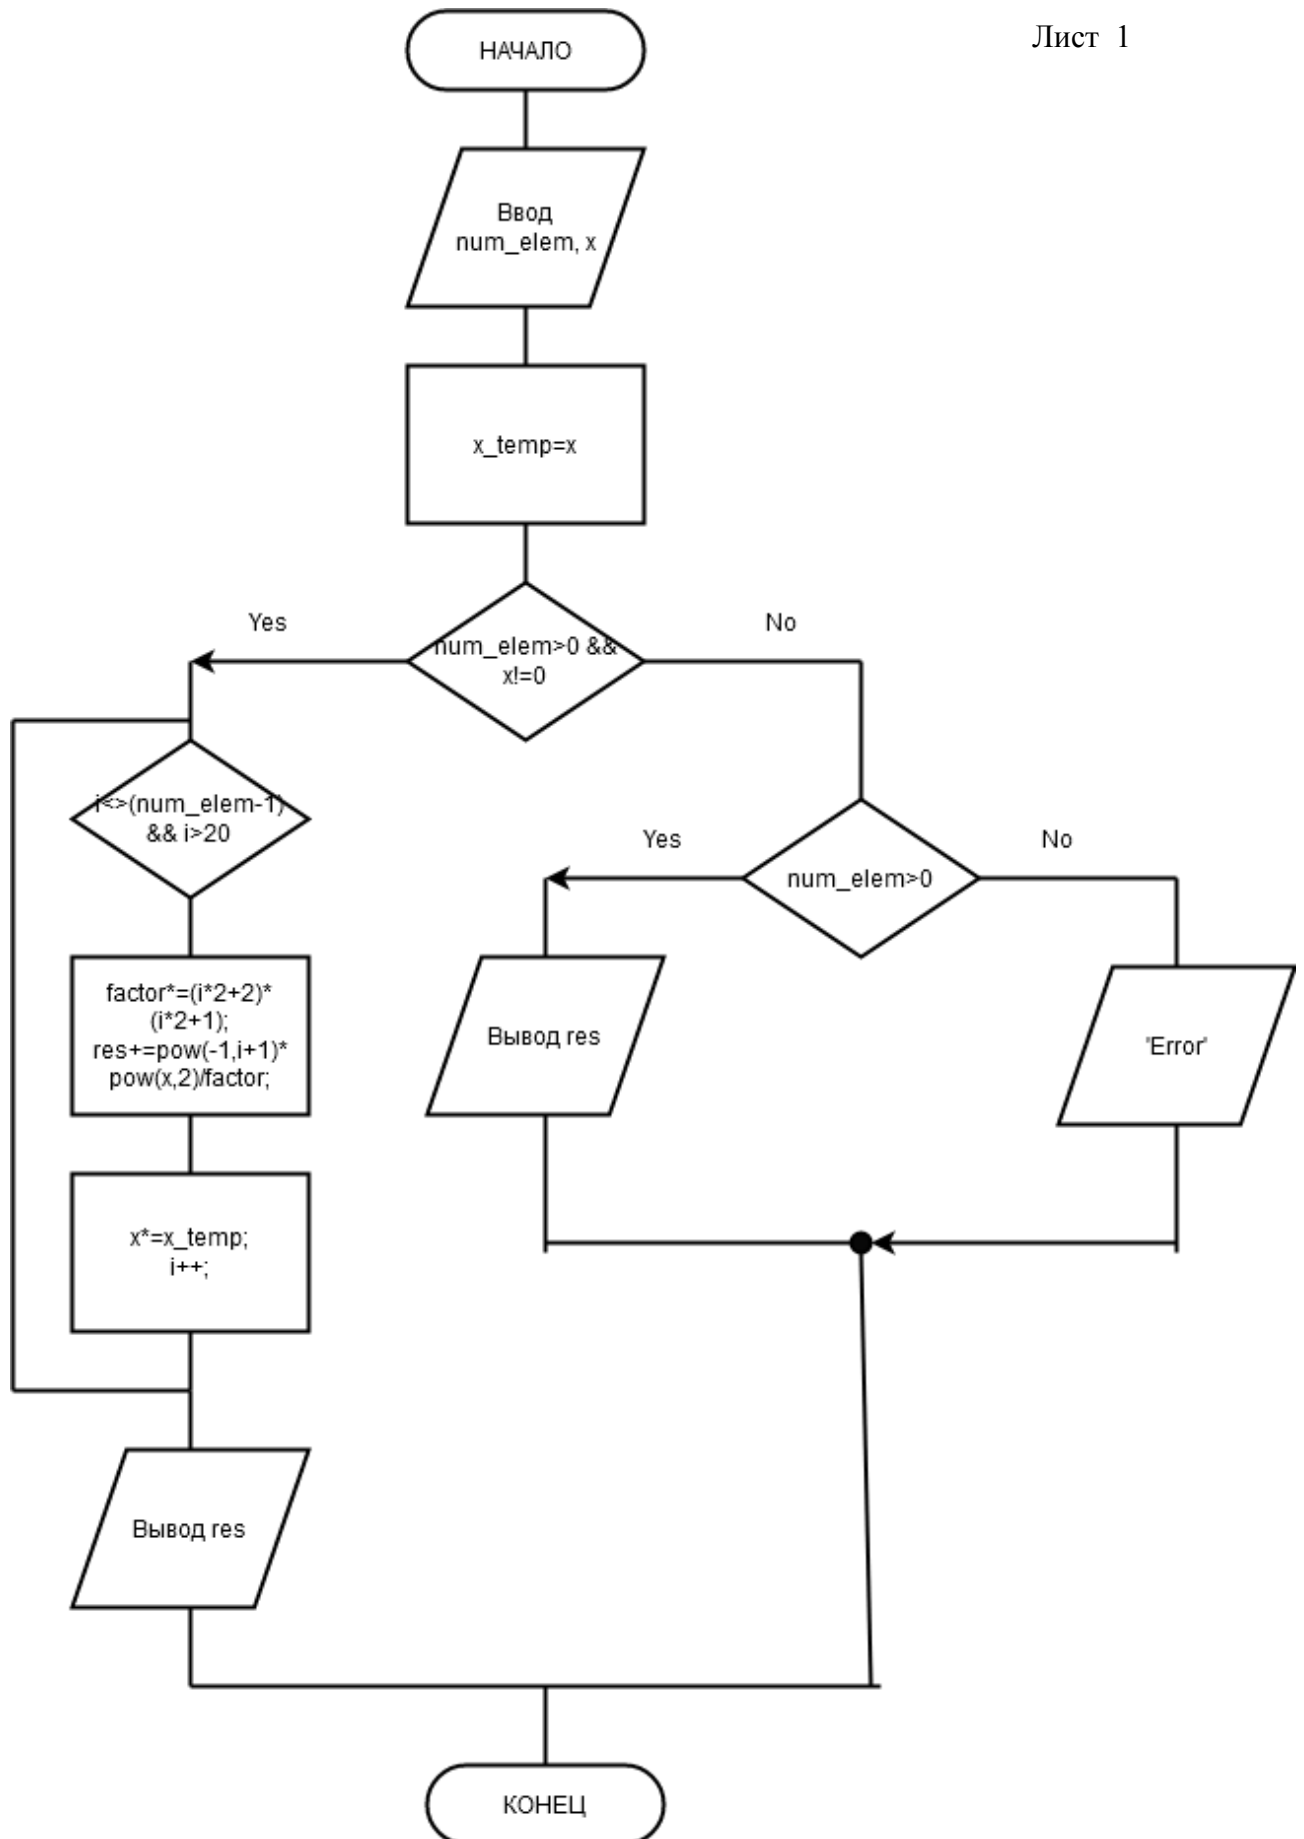 Лист 1
НАЧАЛО
Ввод
num_elem, x
x_temp=x
Yes
No
num_elem>0 &&
x!=0
i<>(num_elem-1)
&& i>20
Yes
No
num_elem>0
factor*=(i*2+2)*
(i*2+1);
res+=pow(-1,i+1)*
pow(x,2)/factor;
Вывод res
'Error'
x*=x_temp;
i++;
Вывод res
КОНЕЦ